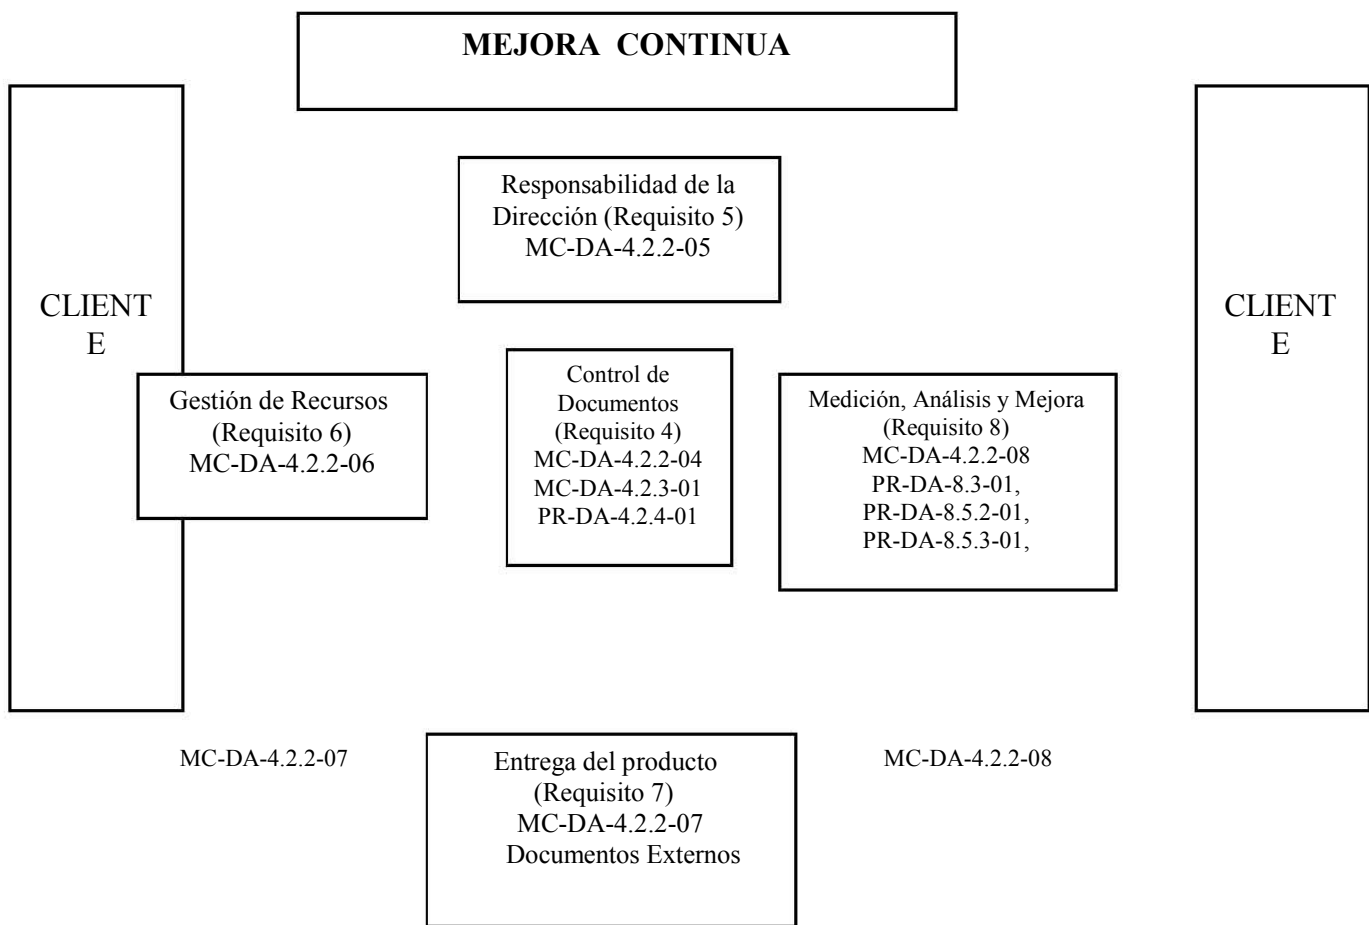 MEJORA CONTINUA
Responsabilidad de la
Dirección (Requisito 5)
MC-DA-4.2.2-05
CLIENT
E
CLIENT
E
Gestión de Recursos
(Requisito 6)
MC-DA-4.2.2-06
Control de
Documentos
(Requisito 4)
MC-DA-4.2.2-04
MC-DA-4.2.3-01
PR-DA-4.2.4-01
Medición, Análisis y Mejora
(Requisito 8)
MC-DA-4.2.2-08
PR-DA-8.3-01,
PR-DA-8.5.2-01,
PR-DA-8.5.3-01,
MC-DA-4.2.2-07
Entrega del producto
(Requisito 7)
MC-DA-4.2.2-07
Documentos Externos
MC-DA-4.2.2-08